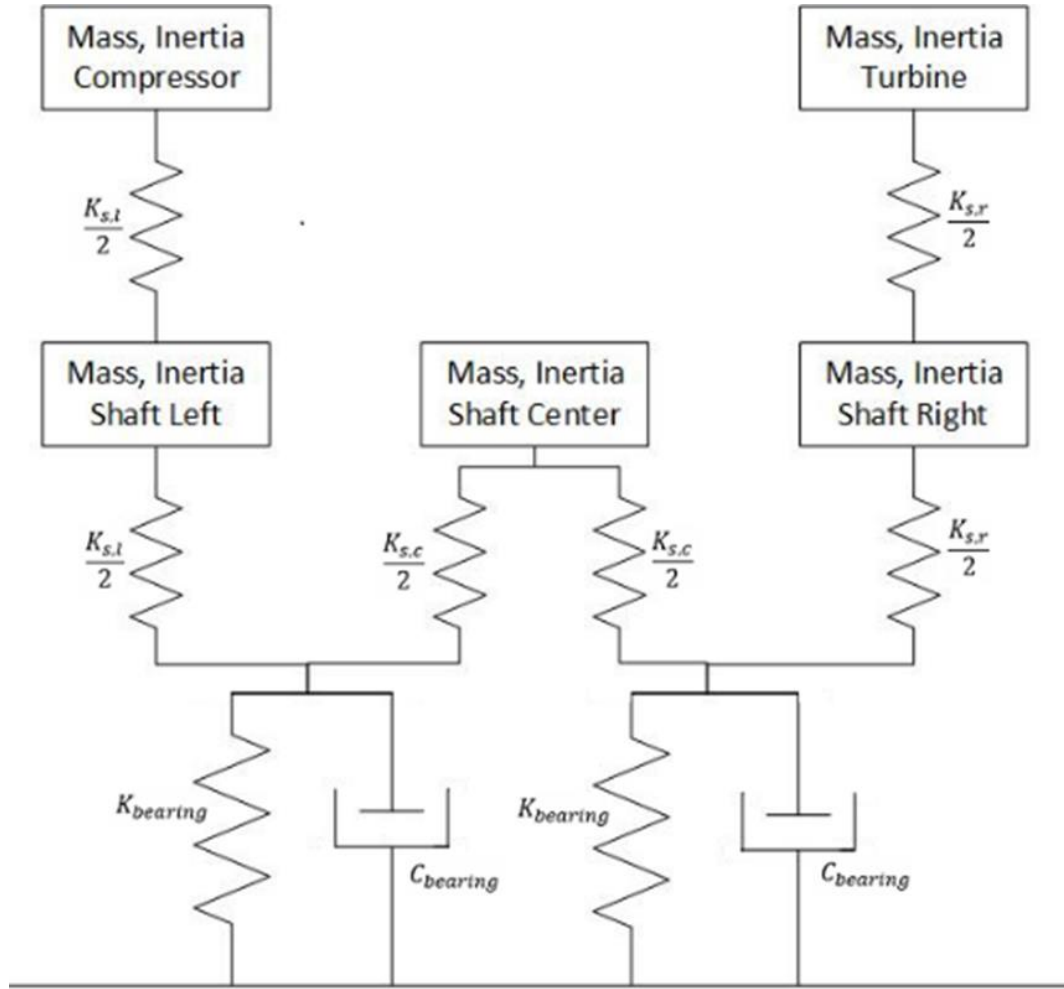 Mass, Inertia
Compressor
Mass, Inertia
Turbine
K_{s.l}
2
K_{s.r}
2
Mass, Inertia
Shaft Left
Mass, Inertia
Shaft Center
Mass, Inertia
Shaft Right
K_{s.l}
2
K_{s.c}
2
K_{s.c}
2
K_{s.r}
2
K_{bearing}
C_{bearing}
K_{bearing}
C_{bearing}